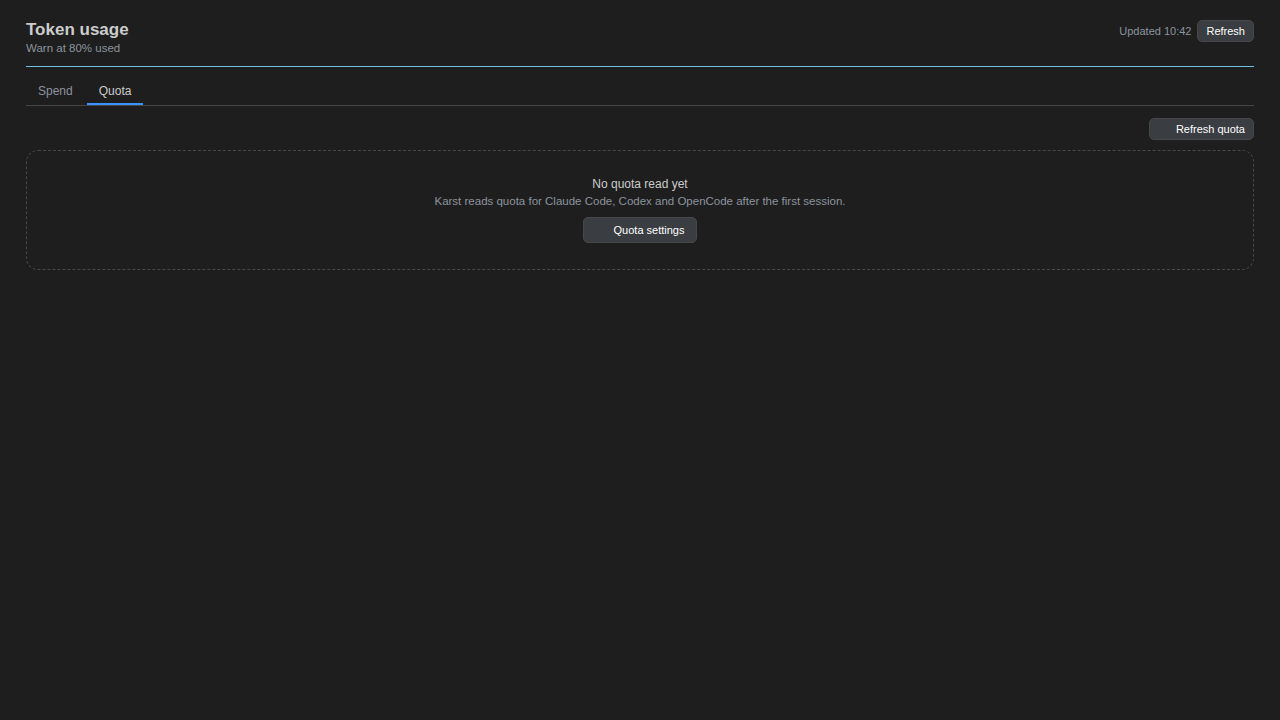 Token usage
Warn at 80% used
Updated 10:42
Refresh
Spend
Quota
Refresh quota
No quota read yet
Karst reads quota for Claude Code, Codex and OpenCode after the first session.
Quota settings